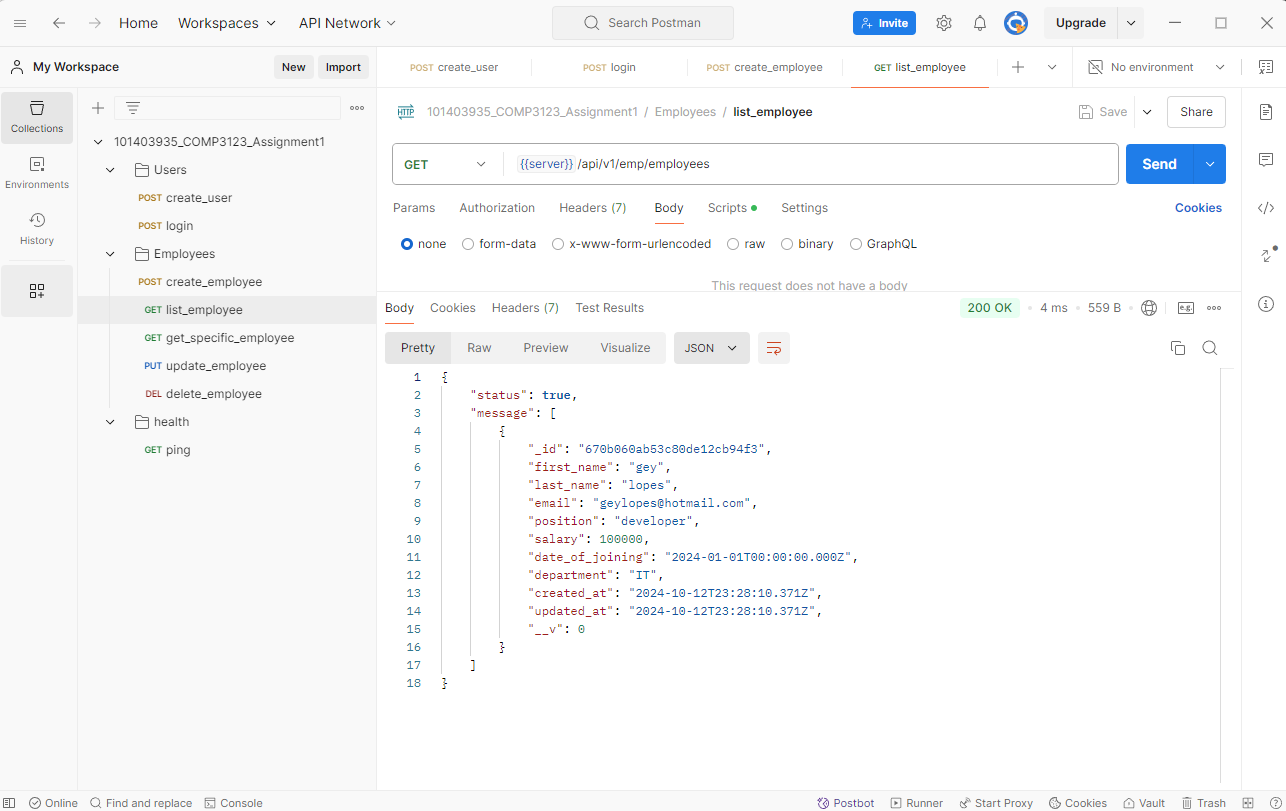 Home Workspaces API Network Search Postman Invite Upgrade
My Workspace New Import
POST create_user POST login POST create_employee GET list_employee No environment
Collections
Environments
History
101403935_COMP3123_Assignment1
Users
POST create_user
POST login
Employees
POST create_employee
GET list_employee
GET get_specific_employee
PUT update_employee
DEL delete_employee
health
GET ping
HTTP 101403935_COMP3123_Assignment1 / Employees / list_employee Save Share
GET {{server}} /api/v1/emp/employees Send
Params Authorization Headers (7) Body Scripts Settings Cookies
none form-data x-www-form-urlencoded raw binary GraphQL
This request does not have a body
Body Cookies Headers (7) Test Results 200 OK 4 ms 559 B e.g.
Pretty Raw Preview Visualize JSON
1 {
2 "status": true,
3 "message": [
4 {
5 "_id": "670b060ab53c80de12cb94f3",
6 "first_name": "gey",
7 "last_name": "lopes",
8 "email": "geylopes@hotmail.com",
9 "position": "developer",
10 "salary": 100000,
11 "date_of_joining": "2024-01-01T00:00:00.000Z",
12 "department": "IT",
13 "created_at": "2024-10-12T23:28:10.371Z",
14 "updated_at": "2024-10-12T23:28:10.371Z",
15 "__v": 0
16 }
17 ]
18 }
Online Find and replace Console Postbot Runner Start Proxy Cookies Vault Trash